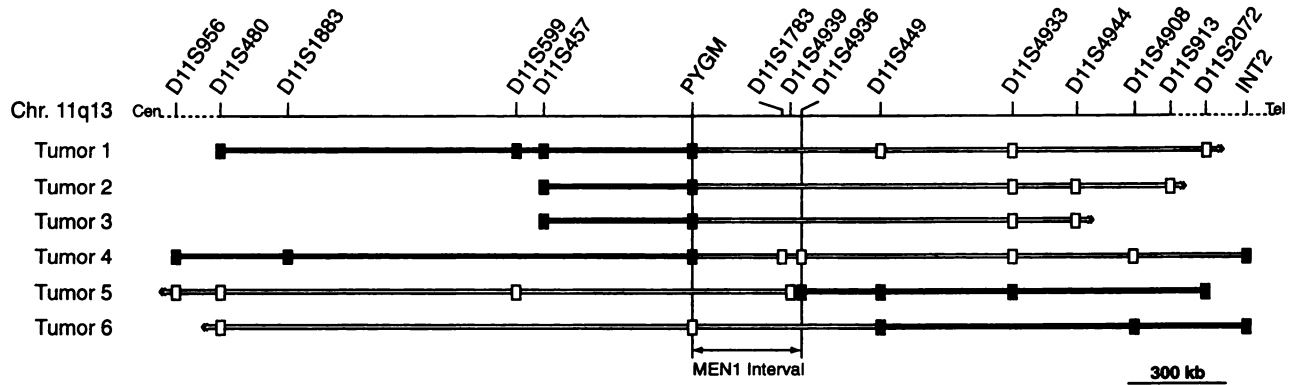 D11S956
D11S480
D11S1883
D11S599
D11S457
PYGM
D11S1783
D11S4939
D11S4936
D11S449
D11S4933
D11S4944
D11S4908
D11S913
D11S2072
INT2
Chr. 11q13
Cen
Tel
Tumor 1
Tumor 2
Tumor 3
Tumor 4
Tumor 5
Tumor 6
MEN1 Interval
300 kb